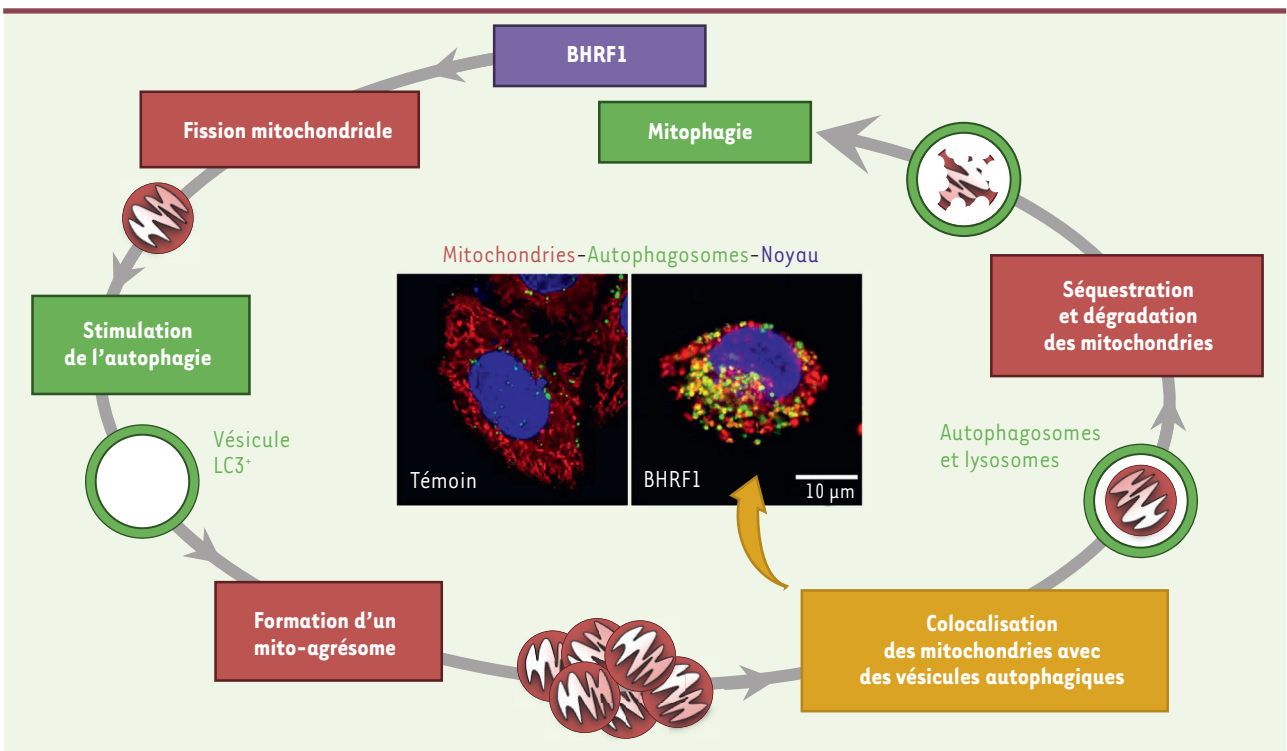 BHRF1
Fission mitochondriale
Mitophagie
Mitochondries-Autophagosomes-Noyau
Stimulation
de l’autophagie
Séquestration
et dégradation
des mitochondries
Vésicule
LC3⁺
Témoin
BHRF1
10 µm
Autophagosomes
et lysosomes
Formation d’un
mito-agrésome
Colocalisation
des mitochondries avec
des vésicules autophagiques